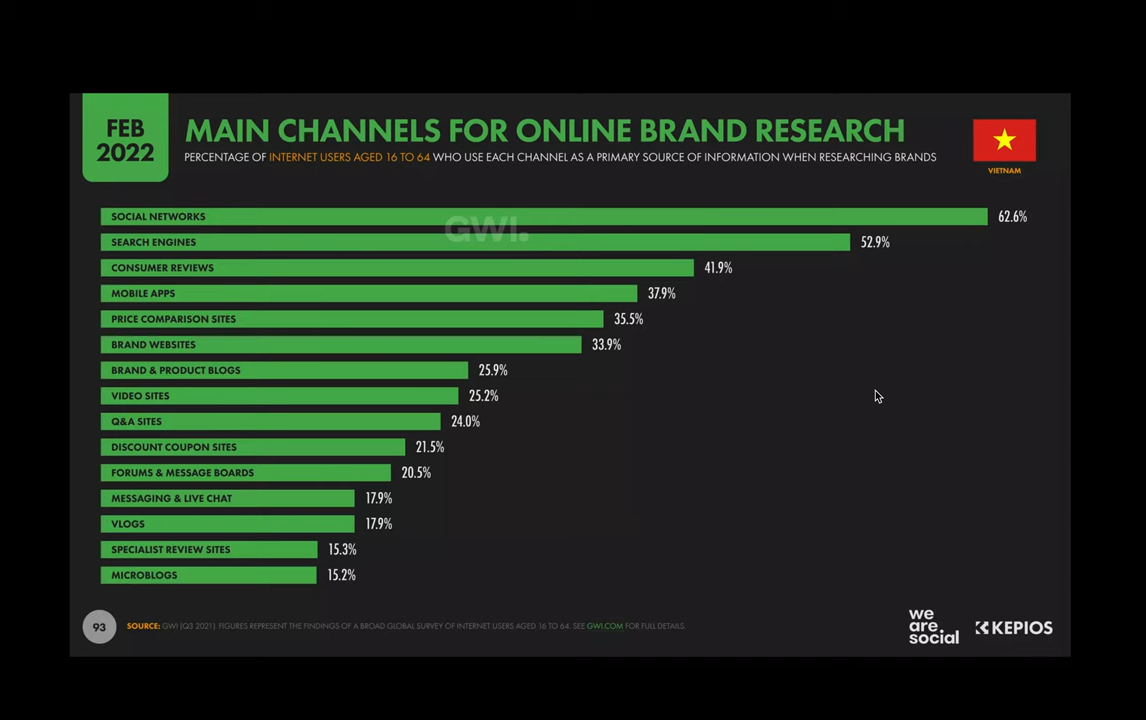 FEB
2022
MAIN CHANNELS FOR ONLINE BRAND RESEARCH
PERCENTAGE OF INTERNET USERS AGED 16 TO 64 WHO USE EACH CHANNEL AS A PRIMARY SOURCE OF INFORMATION WHEN RESEARCHING BRANDS
VIETNAM
GWI.
SOCIAL NETWORKS 62.6%
SEARCH ENGINES 52.9%
CONSUMER REVIEWS 41.9%
MOBILE APPS 37.9%
PRICE COMPARISON SITES 35.5%
BRAND WEBSITES 33.9%
BRAND & PRODUCT BLOGS 25.9%
VIDEO SITES 25.2%
Q&A SITES 24.0%
DISCOUNT COUPON SITES 21.5%
FORUMS & MESSAGE BOARDS 20.5%
MESSAGING & LIVE CHAT 17.9%
VLOGS 17.9%
SPECIALIST REVIEW SITES 15.3%
MICROBLOGS 15.2%
93
SOURCE: GWI (Q3 2021). FIGURES REPRESENT THE FINDINGS OF A BROAD GLOBAL SURVEY OF INTERNET USERS AGED 16 TO 64. SEE GWI.COM FOR FULL DETAILS.
we
are
social
KEPIOS